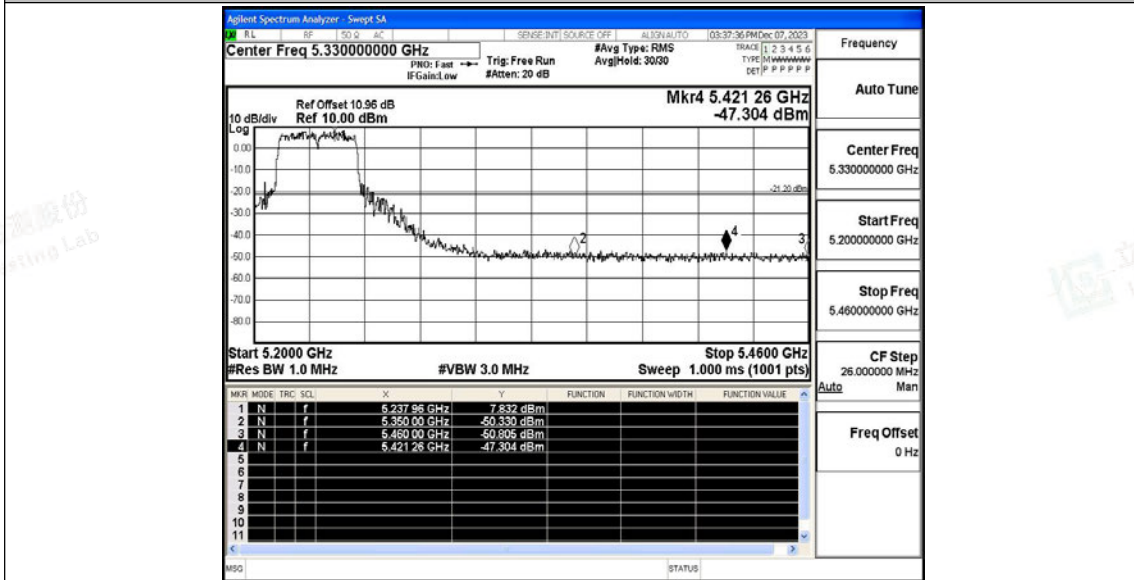 Agilent Spectrum Analyzer - Swept SA
RL RF 50 Ω AC SENSE:INT SOURCE OFF ALIGN AUTO 03:37:36 PM Dec 07, 2023
Center Freq 5.330000000 GHz
PNO: Fast
IFGain:Low
Trig: Free Run
#Atten: 20 dB
#Avg Type: RMS
Avg|Hold: 30/30
TRACE 1 2 3 4 5 6
TYPE M WWWWW
DET P P P P P P
Frequency
Auto Tune
Center Freq
5.330000000 GHz
Start Freq
5.200000000 GHz
Stop Freq
5.460000000 GHz
CF Step
26.000000 MHz
Auto Man
Freq Offset
0 Hz
Mkr4 5.421 26 GHz
-47.304 dBm
Ref Offset 10.96 dB
10 dB/div Ref 10.00 dBm
Log
0.00
-10.0
-20.0
-30.0
-40.0
-50.0
-60.0
-70.0
-80.0
-21.20 dBm
2
4
3
Start 5.2000 GHz Stop 5.4600 GHz
#Res BW 1.0 MHz #VBW 3.0 MHz Sweep 1.000 ms (1001 pts)
MKR MODE TRC SCL X Y FUNCTION FUNCTION WIDTH FUNCTION VALUE
1 N f 5.237 96 GHz 7.832 dBm
2 N f 5.350 00 GHz -50.330 dBm
3 N f 5.460 00 GHz -50.805 dBm
4 N f 5.421 26 GHz -47.304 dBm
5
6
7
8
9
10
11
MSG STATUS
股份
sting Lab
立